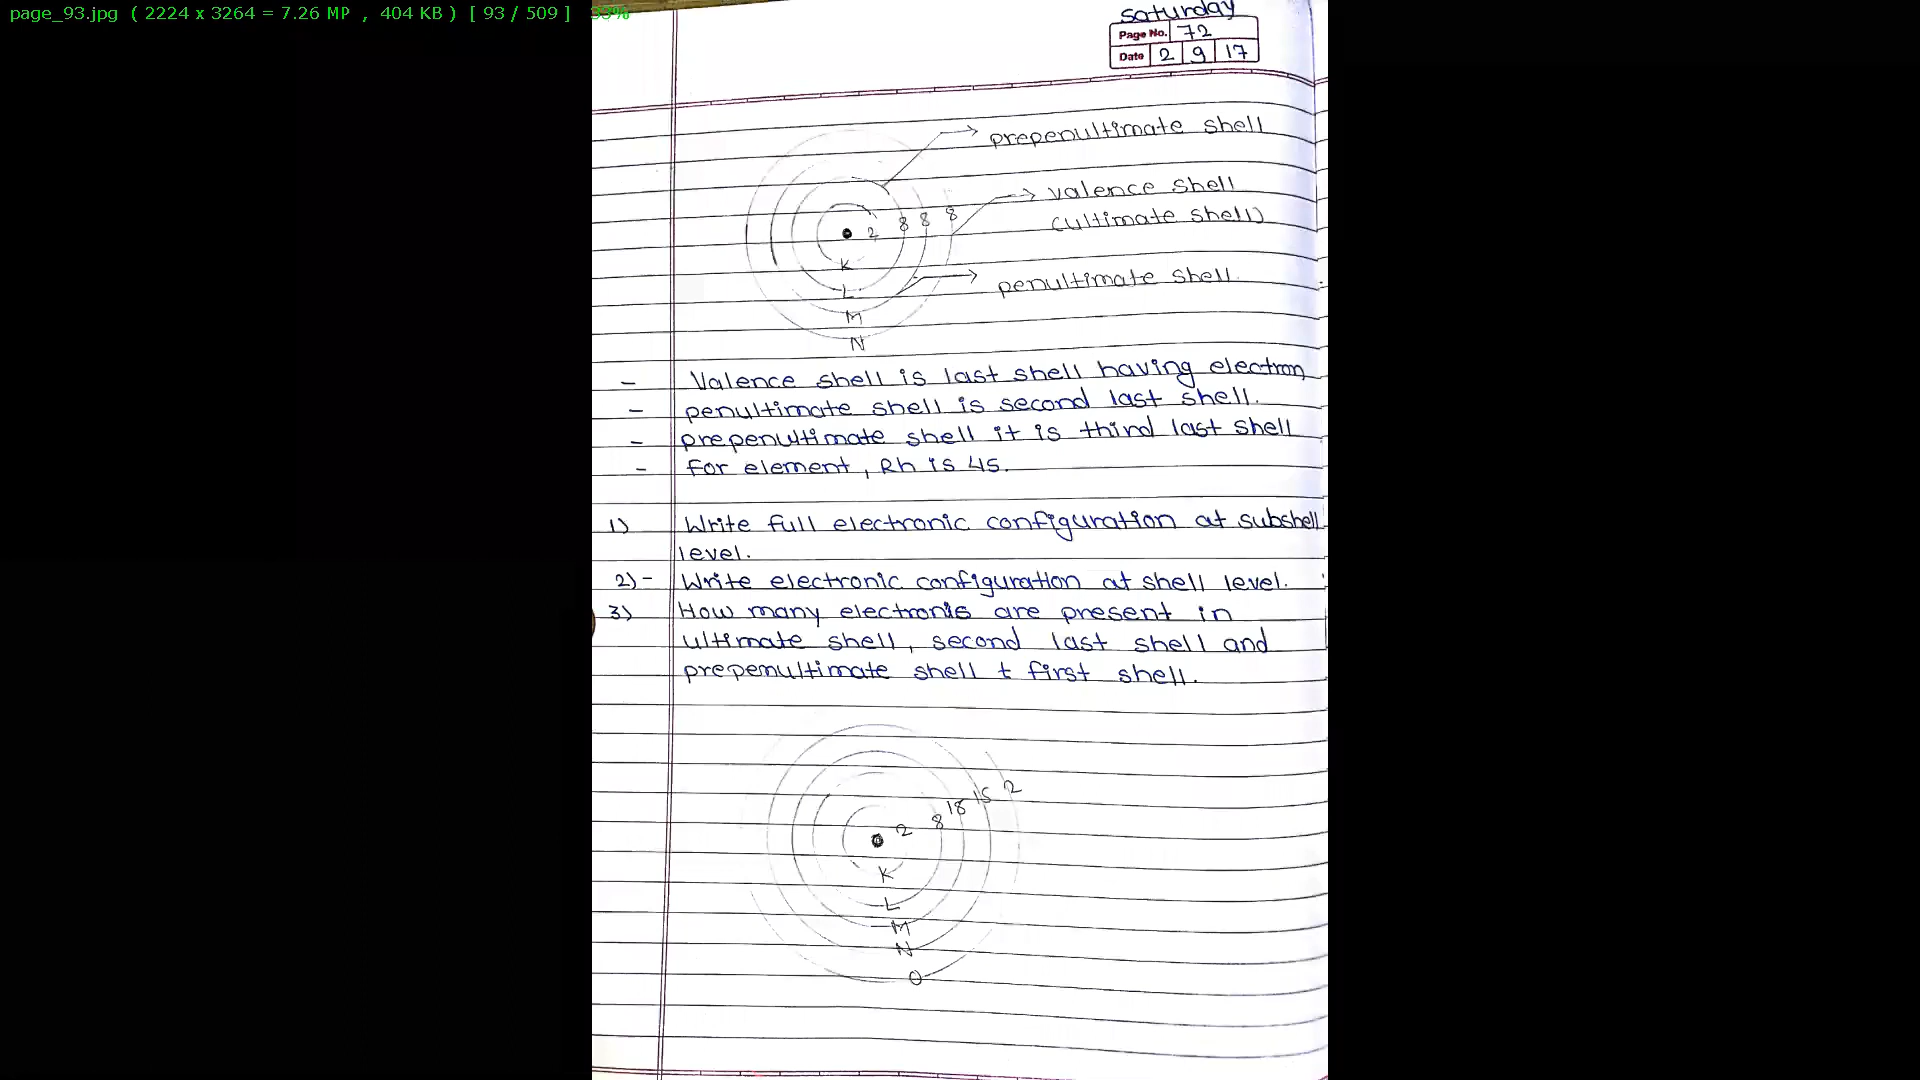 page_93.jpg ( 2224 x 3264 = 7.26 MP , 404 KB ) [ 93 / 509 ] 33%
Saturday
Page No. 72
Date 2 9 17
prepenultimate shell
valence shell
(ultimate shell)
2 8 8 8
K
penultimate shell.
L
M
N
- Valence shell is last shell having electron
- penultimate shell is second last shell.
- prepenultimate shell it is third last shell
- for element, Rh is 45.
1) Write full electronic configuration at subshell
level.
2) - Write electronic configuration at shell level.
3) How many electrons are present in
ultimate shell, second last shell and
prepenultimate shell t first shell.
2 8 18 15 2
K
L
M
N
O